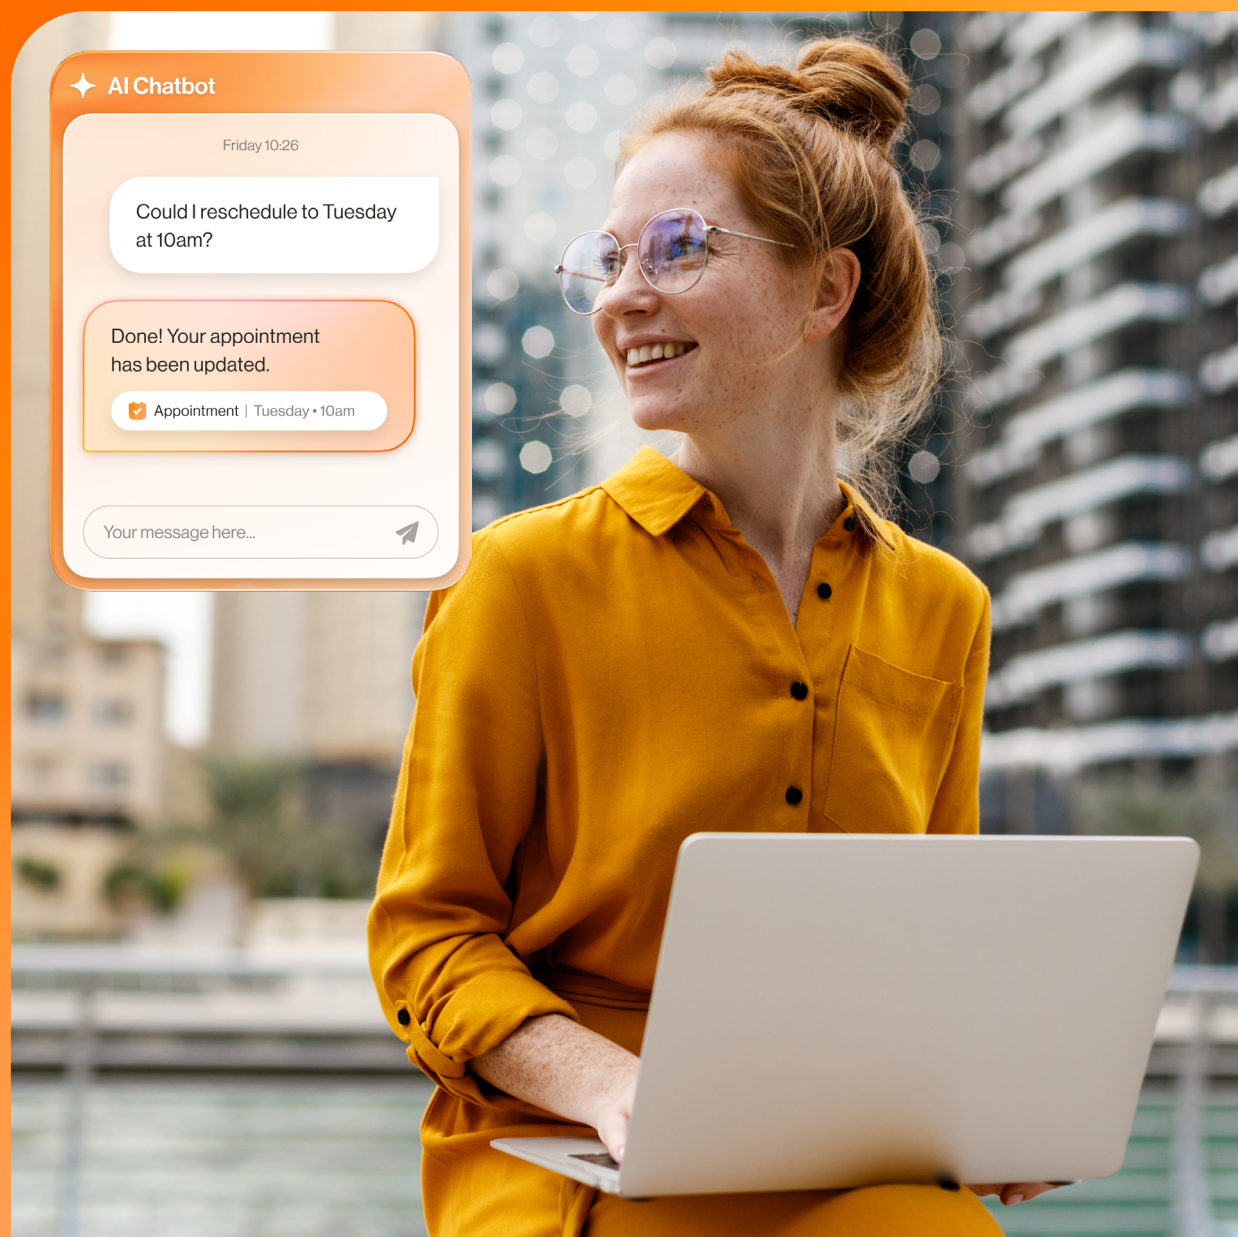 AI Chatbot
Friday 10:26
Could I reschedule to Tuesday
at 10am?
Done! Your appointment
has been updated.
Appointment | Tuesday • 10am
Your message here...